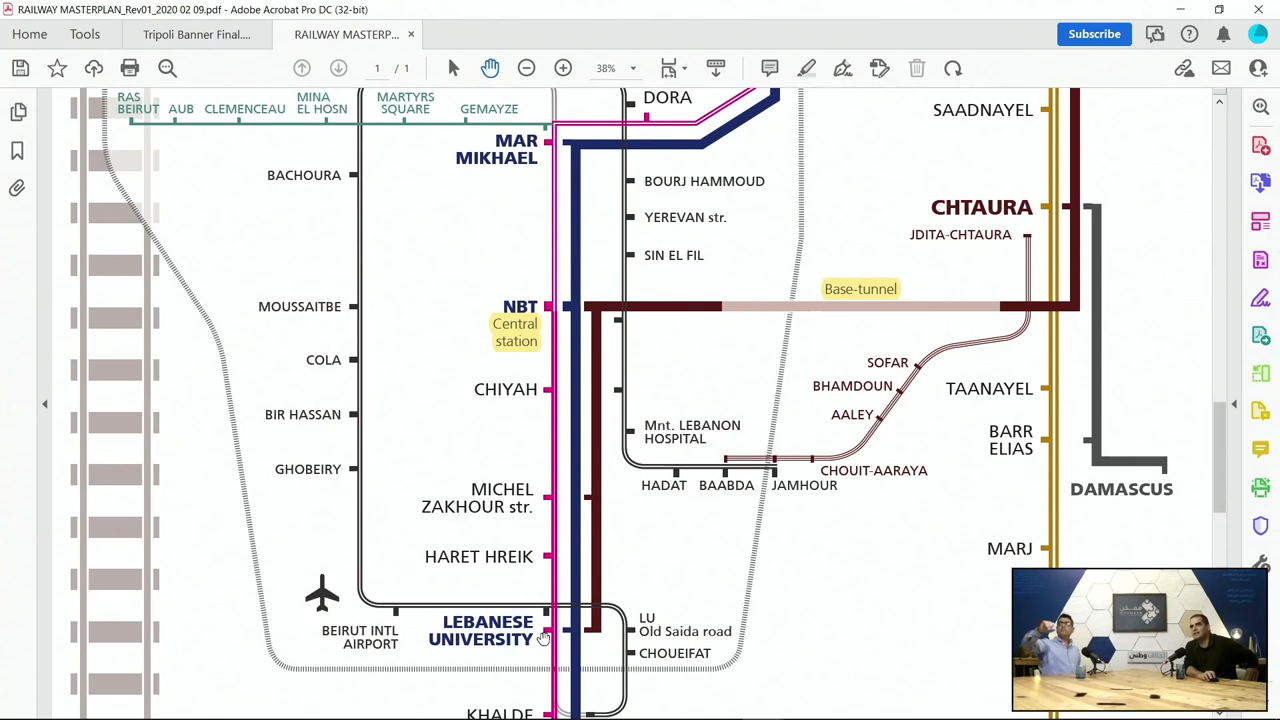 RAILWAY MASTERPLAN_Rev01_2020 02 09.pdf - Adobe Acrobat Pro DC (32-bit)
Home
Tools
Tripoli Banner Final....
RAILWAY MASTERP...
Subscribe
1 / 1
38%
RAS
BEIRUT
AUB
CLEMENCEAU
MINA
EL HOSN
MARTYRS
SQUARE
GEMAYZE
DORA
SAADNAYEL
MAR
MIKHAEL
BACHOURA
BOURJ HAMMOUD
YEREVAN str.
CHTAURA
JDITA-CHTAURA
SIN EL FIL
Base-tunnel
MOUSSAITBE
NBT
Central
station
COLA
SOFAR
CHIYAH
BHAMDOUN
TAANAYEL
AALEY
BIR HASSAN
Mnt. LEBANON
HOSPITAL
BARR
ELIAS
GHOBEIRY
CHOUIT-AARAYA
HADAT
BAABDA
JAMHOUR
DAMASCUS
MICHEL
ZAKHOUR str.
HARET HREIK
MARJ
LEBANESE
UNIVERSITY
BEIRUT INTL
AIRPORT
LU
Old Saida road
CHOUEIFAT
KHALDE